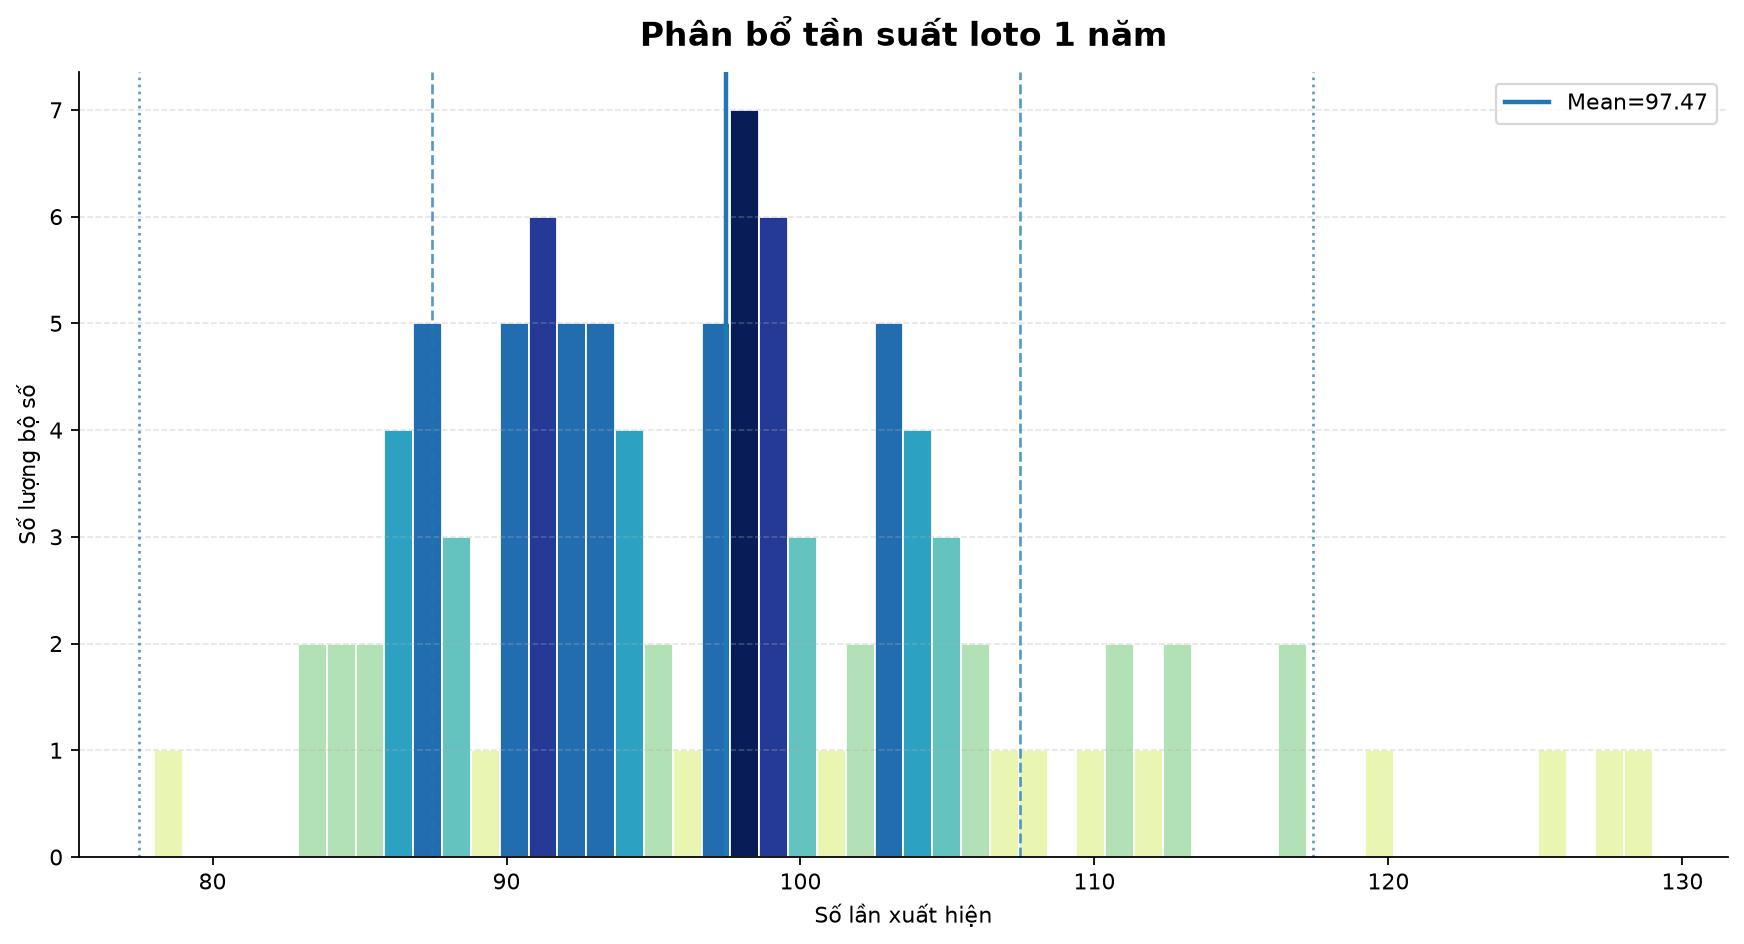 Phân bổ tần suất loto 1 năm
Mean=97.47
Số lượng bộ số
7
6
5
4
3
2
1
0
80 90 100 110 120 130
Số lần xuất hiện